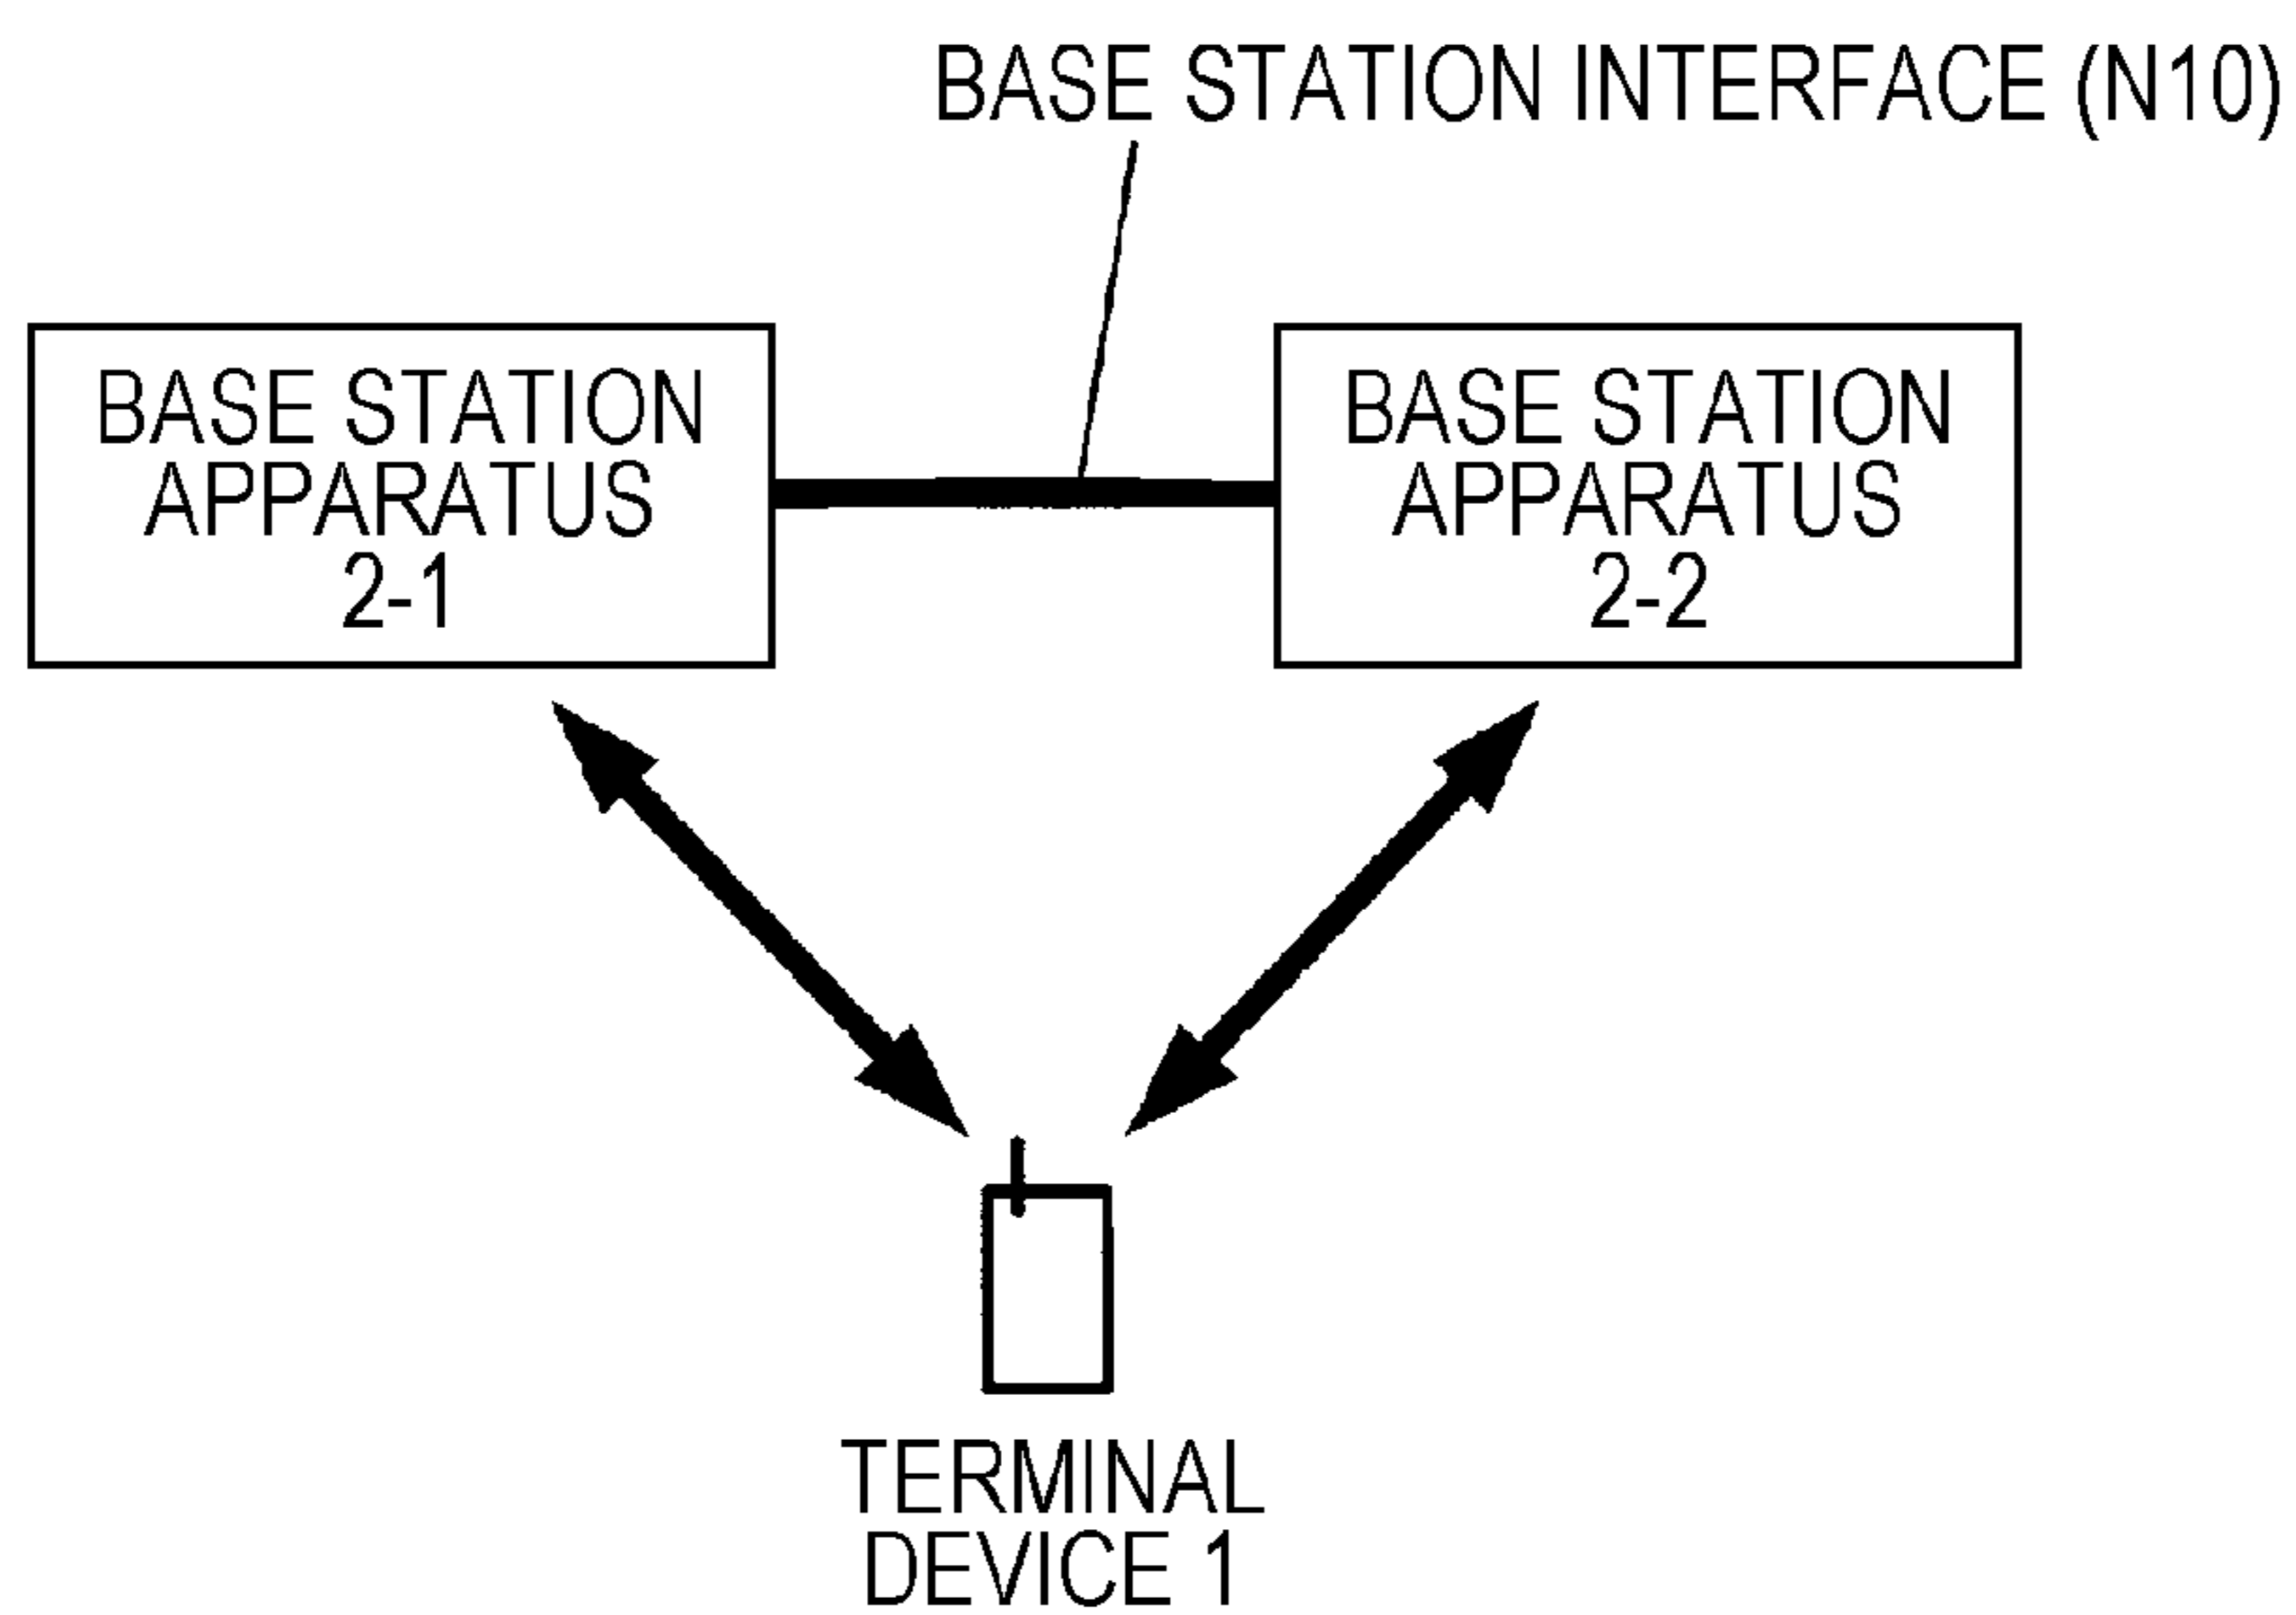 BASE STATION INTERFACE (N10)
BASE STATION
APPARATUS
2-1
BASE STATION
APPARATUS
2-2
TERMINAL
DEVICE 1